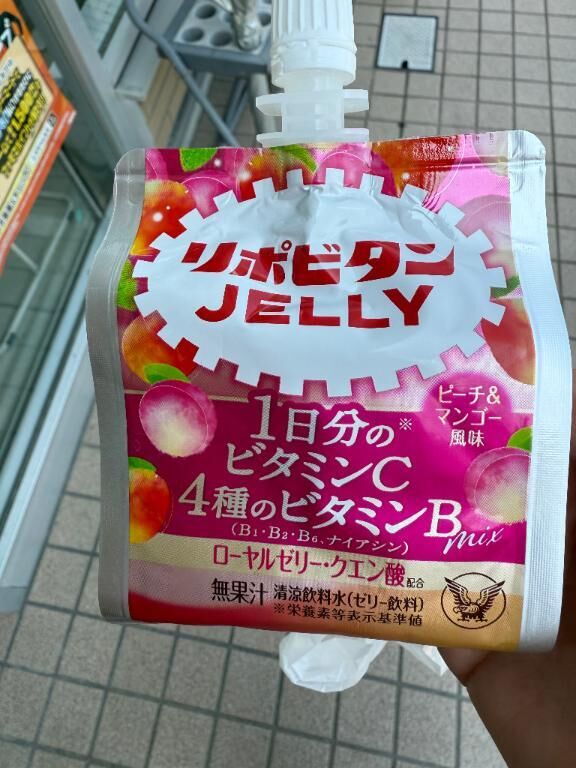 リポビタン
JELLY
ピーチ&
マンゴー
風味
1日分の※
ビタミンC
4種のビタミンB
mix
(B1・B2・B6、ナイアシン)
ローヤルゼリー・クエン酸配合
無果汁 清涼飲料水(ゼリー飲料)
※栄養素等表示基準値